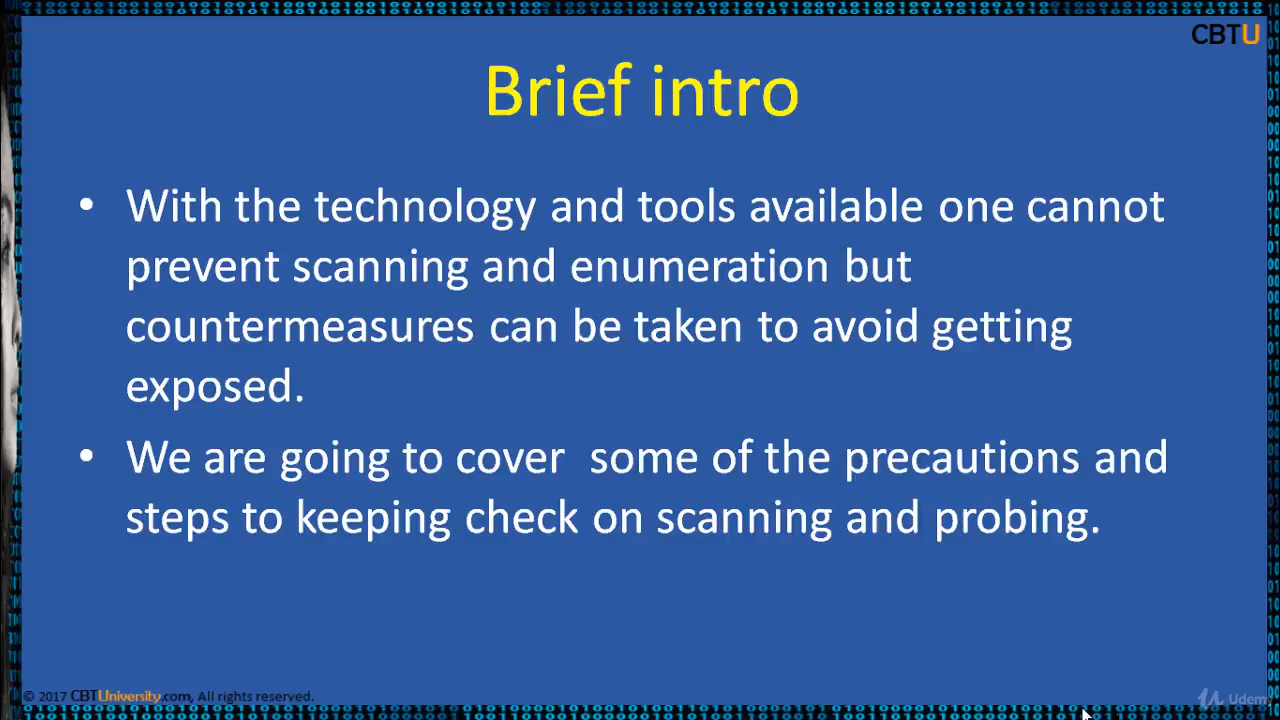 CBTU
Brief intro
• With the technology and tools available one cannot
prevent scanning and enumeration but
countermeasures can be taken to avoid getting
exposed.
• We are going to cover  some of the precautions and
steps to keeping check on scanning and probing.
© 2017 CBTUniversity.com, All rights reserved.
Udemy